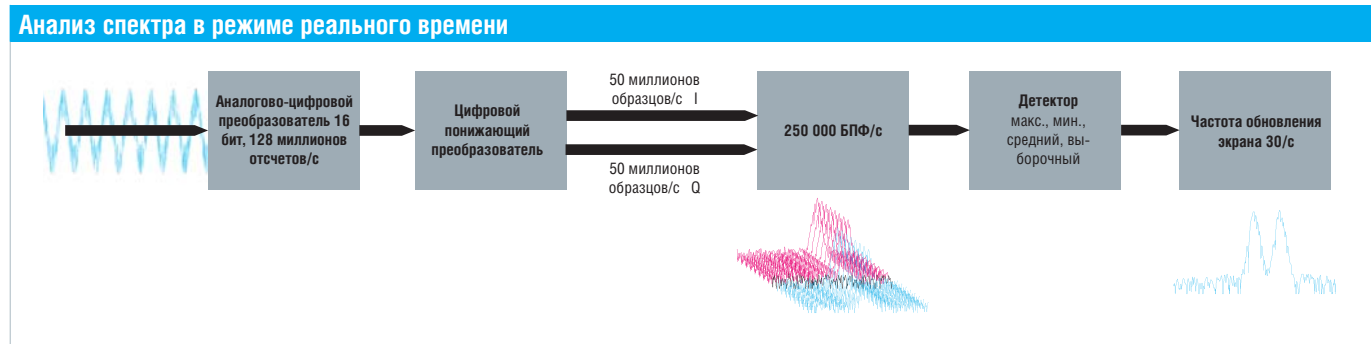 Анализ спектра в режиме реального времени
Аналогово-цифровой
преобразователь 16
бит, 128 миллионов
отсчетов/с
Цифровой
понижающий
преобразователь
50 миллионов
образцов/с I
50 миллионов
образцов/с Q
250 000 БПФ/с
Детектор
макс., мин.,
средний, вы-
борочный
Частота обновления
экрана 30/с